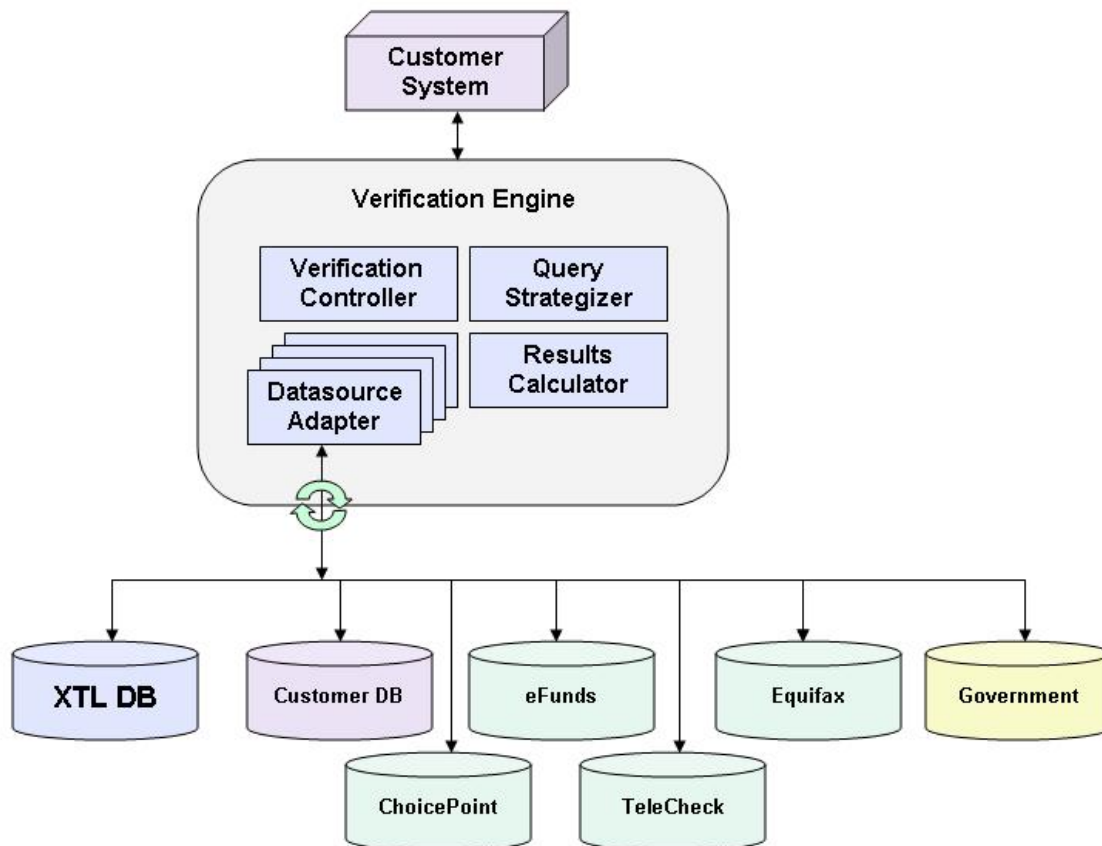 Customer
System
Verification Engine
Verification
Controller
Query
Strategizer
Datasource
Adapter
Results
Calculator
XTL DB
Customer DB
eFunds
Equifax
Government
ChoicePoint
TeleCheck